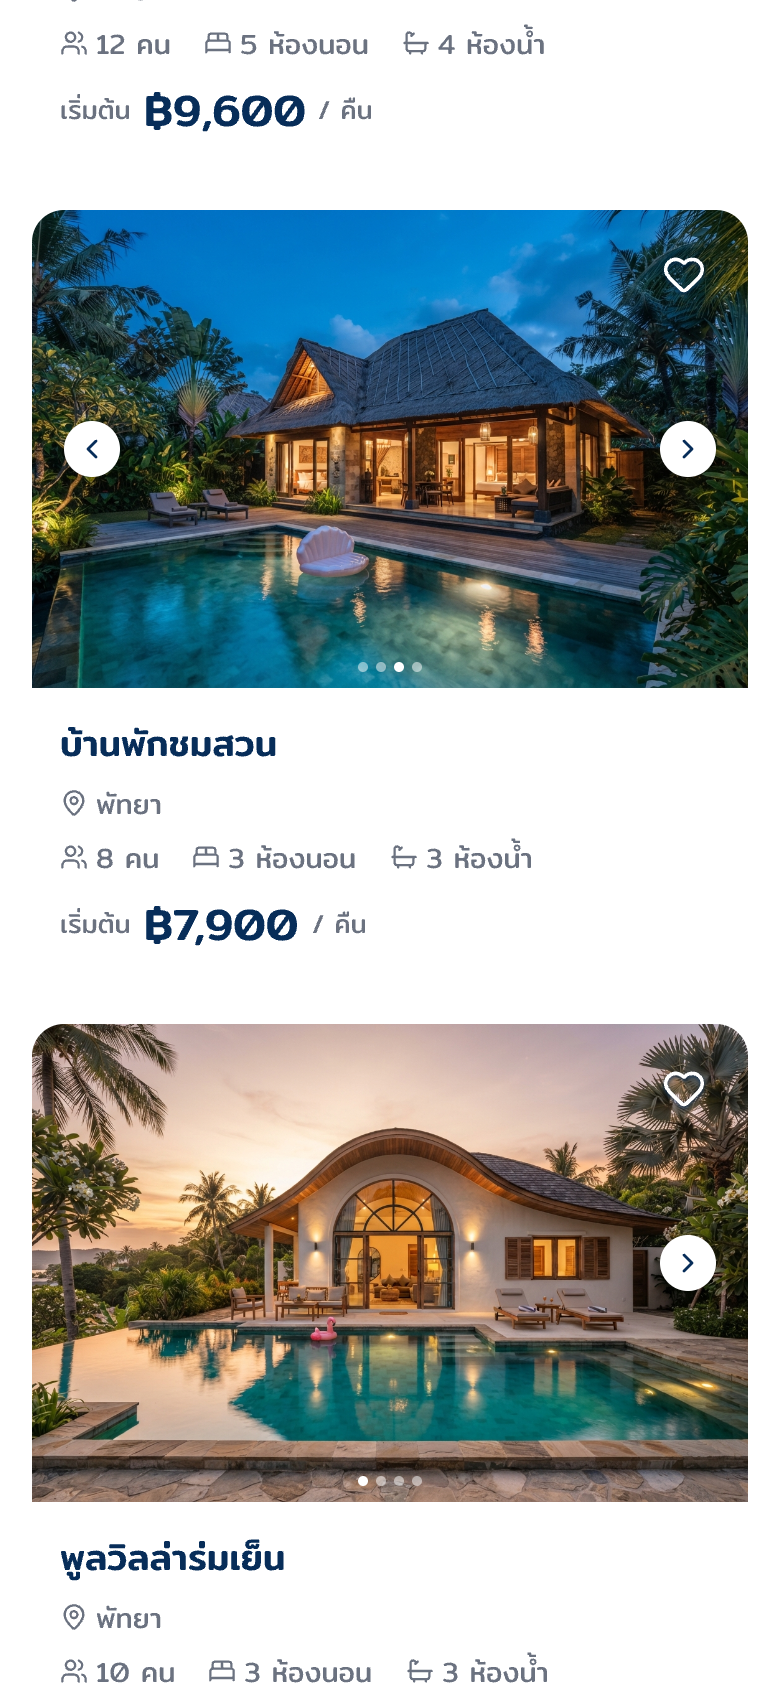 12 คน 5 ห้องนอน 4 ห้องน้ำ
เริ่มต้น ฿9,600 / คืน
บ้านพักชมสวน
พัทยา
8 คน 3 ห้องนอน 3 ห้องน้ำ
เริ่มต้น ฿7,900 / คืน
พูลวิลล่าร่มเย็น
พัทยา
10 คน 3 ห้องนอน 3 ห้องน้ำ